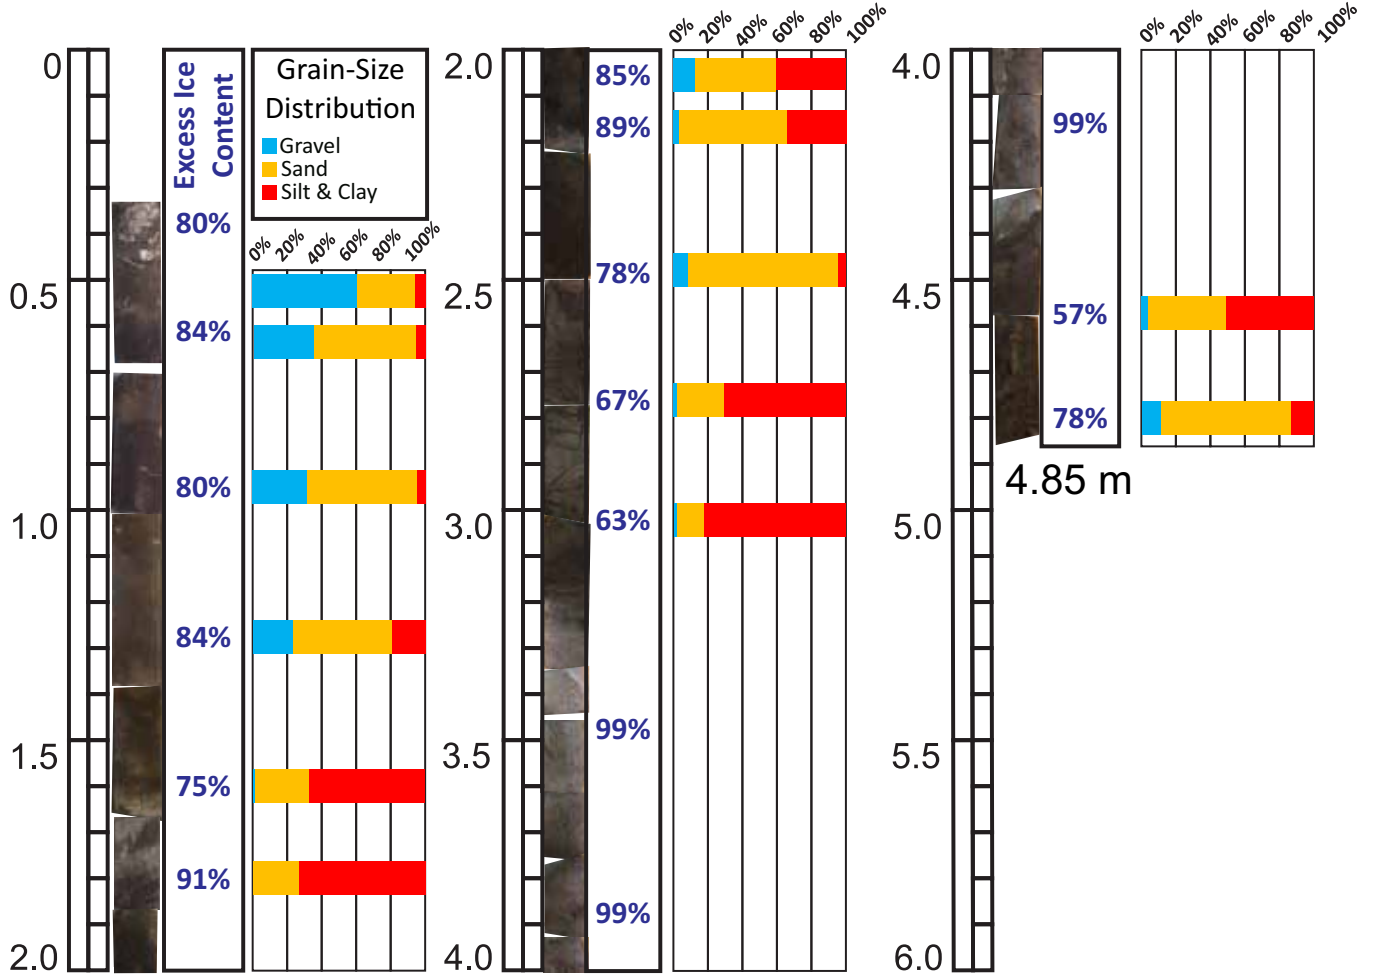 0
0.5
1.0
1.5
2.0
Excess Ice
Content
80%
84%
80%
84%
75%
91%
Grain-Size
Distribution
Gravel
Sand
Silt & Clay
0% 20% 40% 60% 80% 100%
2.0
2.5
3.0
3.5
4.0
85%
89%
78%
67%
63%
99%
99%
0% 20% 40% 60% 80% 100%
4.0
4.5
5.0
5.5
6.0
99%
57%
78%
4.85 m
0% 20% 40% 60% 80% 100%